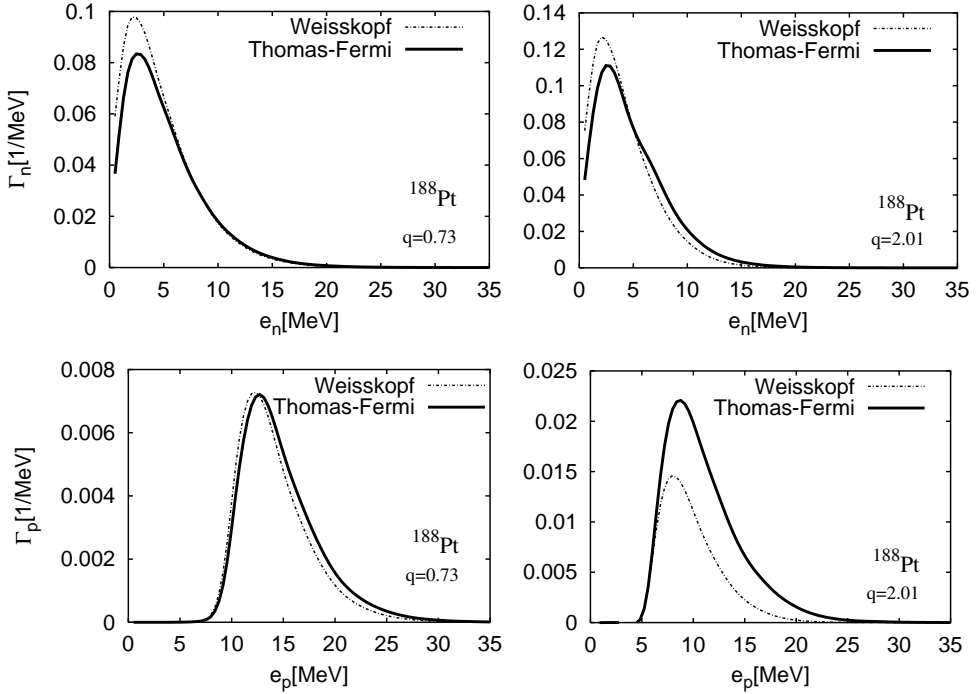 0.1
0.08
0.06
0.04
0.02
0
0 5 10 15 20 25 30 35
Γn[1/MeV]
en[MeV]
Weisskopf
Thomas-Fermi
188Pt
q=0.73
0.14
0.12
0.1
0.08
0.06
0.04
0.02
0
0 5 10 15 20 25 30 35
en[MeV]
Weisskopf
Thomas-Fermi
188Pt
q=2.01
0.008
0.006
0.004
0.002
0
0 5 10 15 20 25 30 35
Γp[1/MeV]
ep[MeV]
Weisskopf
Thomas-Fermi
188Pt
q=0.73
0.025
0.02
0.015
0.01
0.005
0
0 5 10 15 20 25 30 35
ep[MeV]
Weisskopf
Thomas-Fermi
188Pt
q=2.01